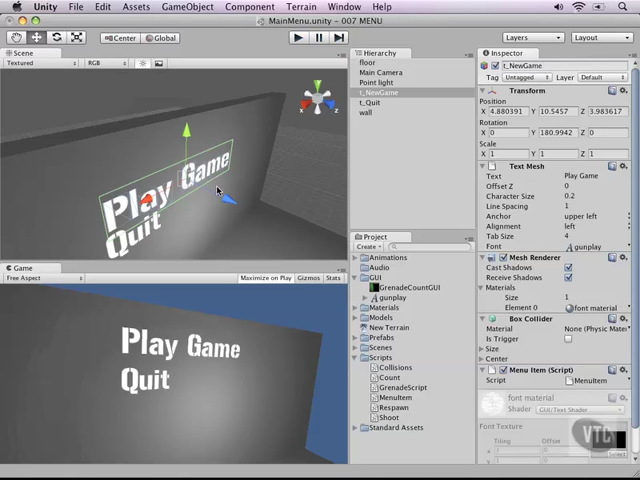 File Edit Assets GameObject Component Terrain Window Help
MainMenu.unity - 007 MENU
Center Global Layers Layout
Scene
Textured RGB
Play Game
Quit
Game
Free Aspect Maximize on Play Gizmos Stats
Play Game
Quit
Hierarchy
floor
Main Camera
Point light
t_NewGame
t_Quit
wall
Project
Create
Animations
Audio
GUI
GrenadeCountGUI
gunplay
Materials
Models
New Terrain
Prefabs
Scenes
Scripts
Collisions
Count
GrenadeScript
MenuItem
Respawn
Shoot
Standard Assets
Inspector
t_NewGame
Tag Untagged Layer Default
Transform
Position
X 4.880391 Y 10.5457 Z 3.983617
Rotation
X 0 Y 180.9942 Z 0
Scale
X 1 Y 1 Z 1
Text Mesh
Text Play Game
Offset Z 0
Character Size 0.2
Line Spacing 1
Anchor upper left
Alignment left
Tab Size 4
Font gunplay
Mesh Renderer
Cast Shadows
Receive Shadows
Materials
Size 1
Element 0 font material
Box Collider
Material None (Physic Mater
Is Trigger
Size
Center
Menu Item (Script)
Script MenuItem
font material
Shader GUI/Text Shader
Font Texture
Tiling Offset
VTC